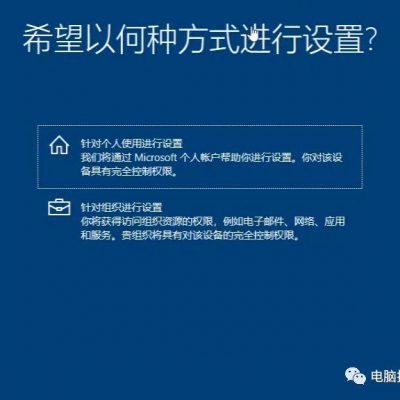 希望以何种方式进行设置?
针对个人使用进行设置
我们将通过 Microsoft 个人帐户帮助你进行设置。你对该设
备具有完全控制权限。
针对组织进行设置
你将获得访问组织资源的权限，例如电子邮件、网络、应用
和服务。贵组织将具有对该设备的完全控制权限。
电脑